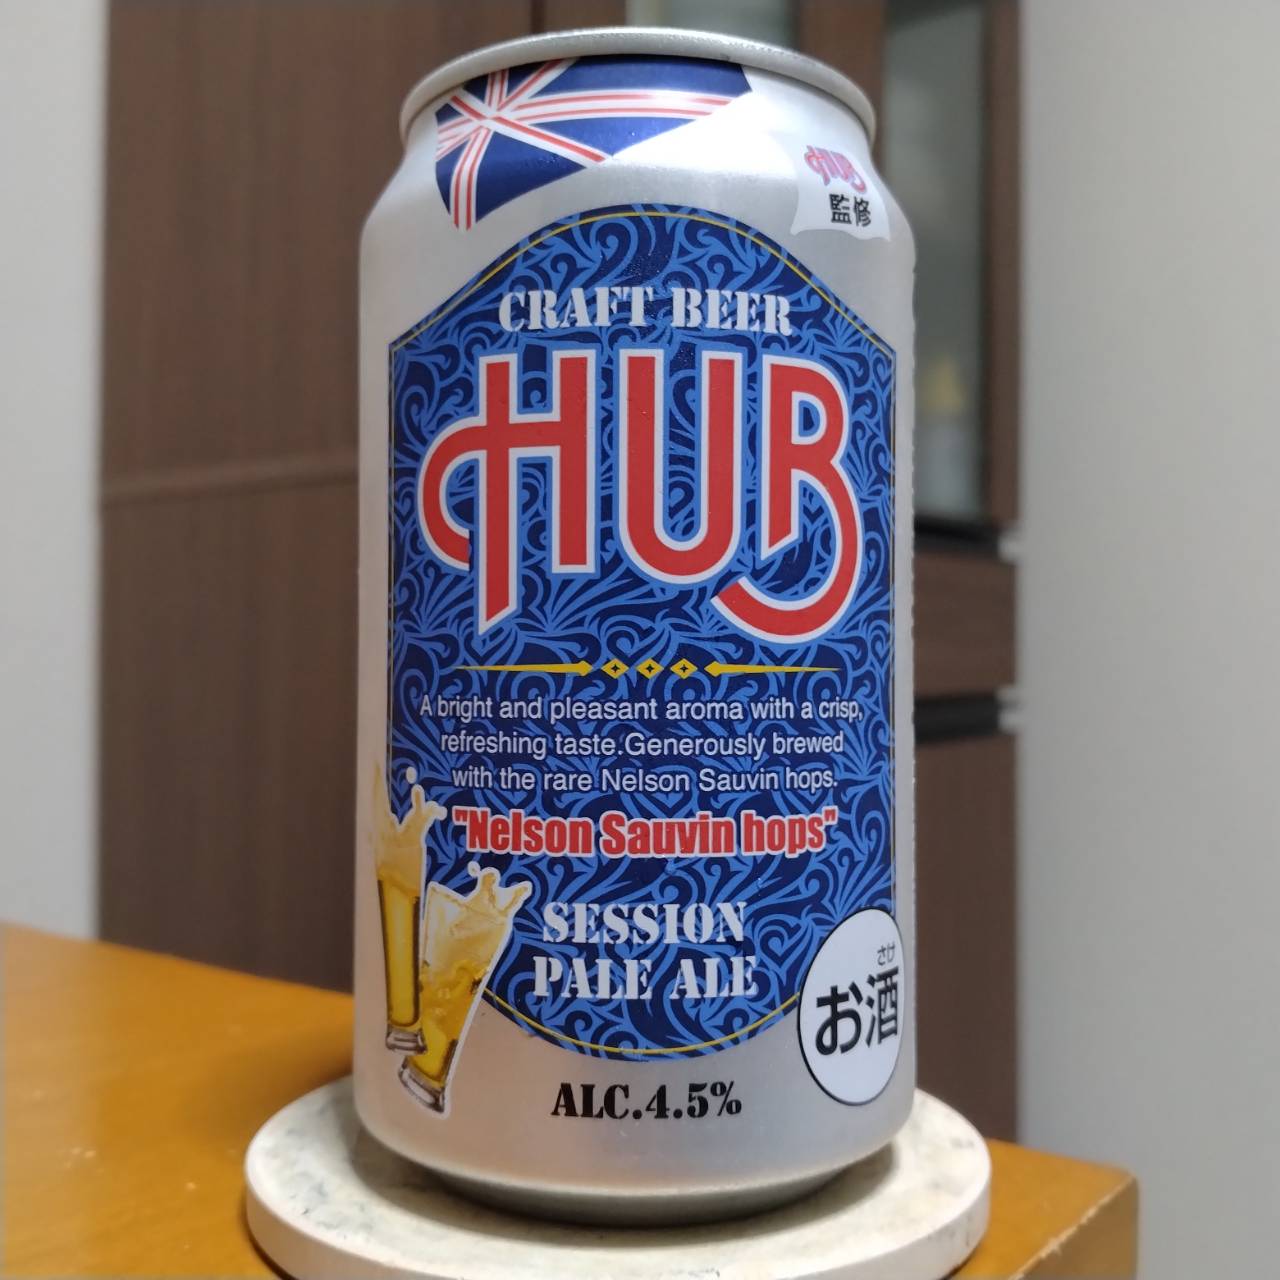 HUB
監修
CRAFT BEER
HUB
A bright and pleasant aroma with a crisp,
refreshing taste.Generously brewed
with the rare Nelson Sauvin hops.
"Nelson Sauvin hops"
SESSION
PALE ALE
さけ
お酒
ALC.4.5%